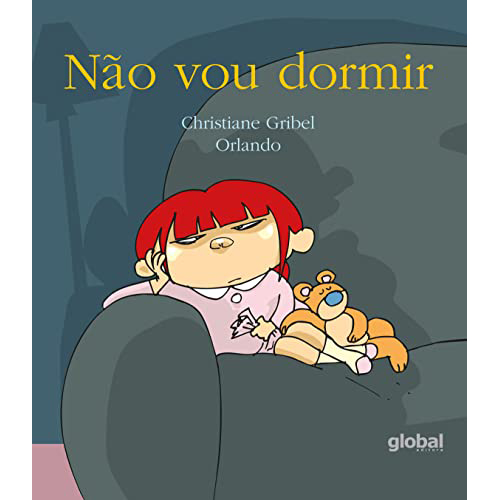 Não vou dormir
Christiane Gribel
Orlando
global
editora